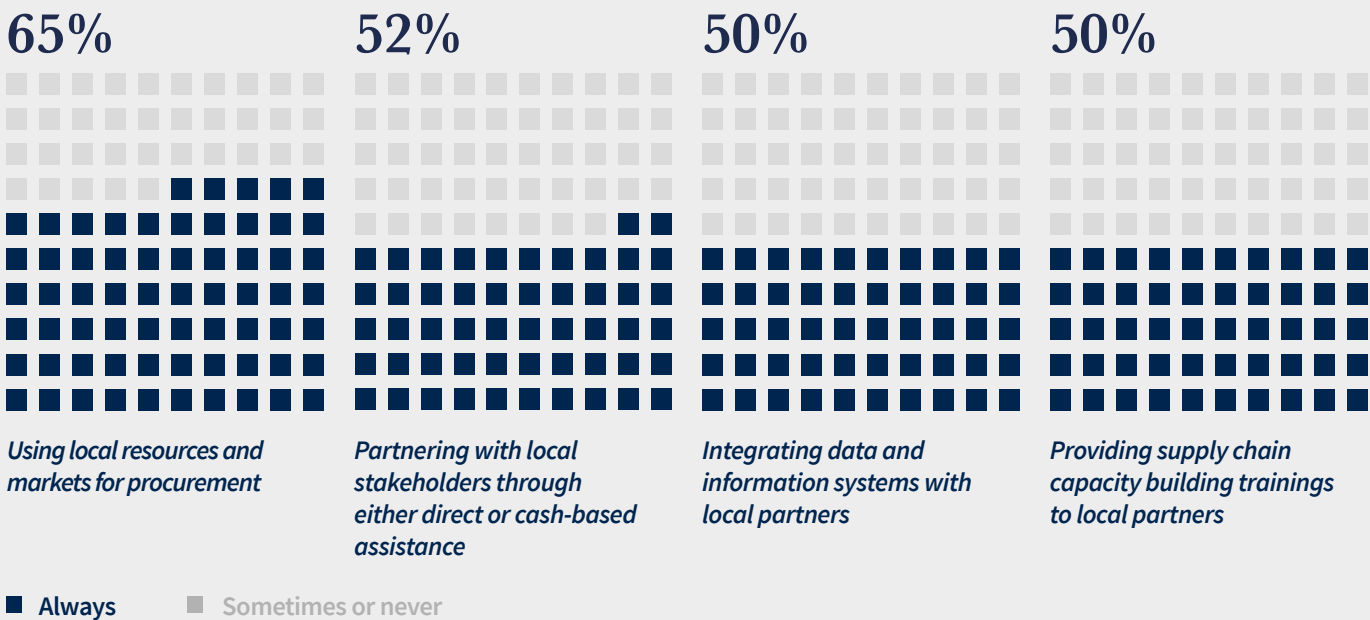 65%
52%
50%
50%
Using local resources and
markets for procurement
Partnering with local
stakeholders through
either direct or cash-based
assistance
Integrating data and
information systems with
local partners
Providing supply chain
capacity building trainings
to local partners
Always
Sometimes or never